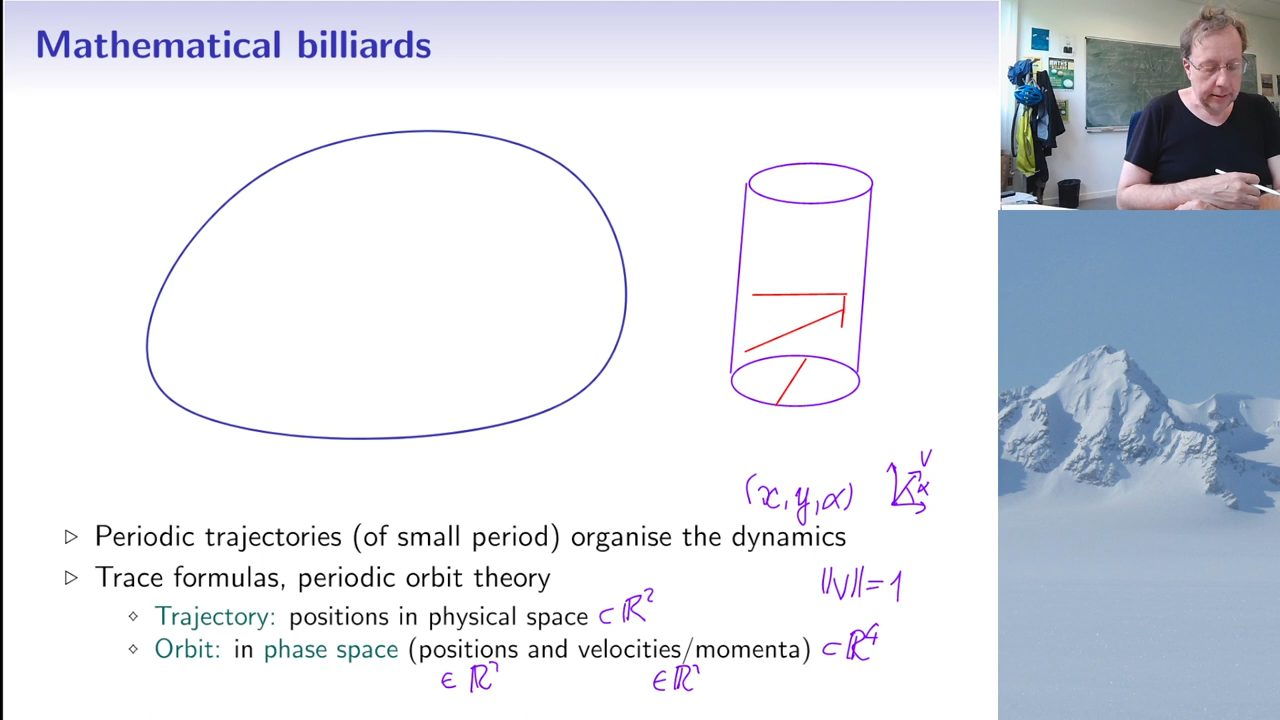 Mathematical billiards
(x, y, α)
V
α
▷ Periodic trajectories (of small period) organise the dynamics
▷ Trace formulas, periodic orbit theory
||V|| = 1
⋄ Trajectory: positions in physical space ⊂ ℝ²
⋄ Orbit: in phase space (positions and velocities/momenta) ⊂ ℝ⁴
∈ ℝ² ∈ ℝ²